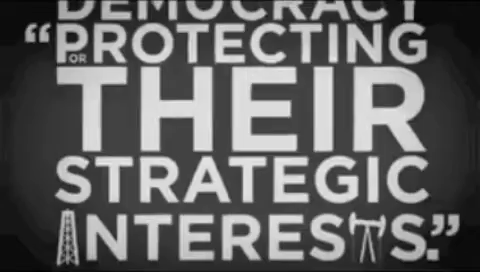 DEMOCRACY
OR “PROTECTING
THEIR
STRATEGIC
INTERESTS.”